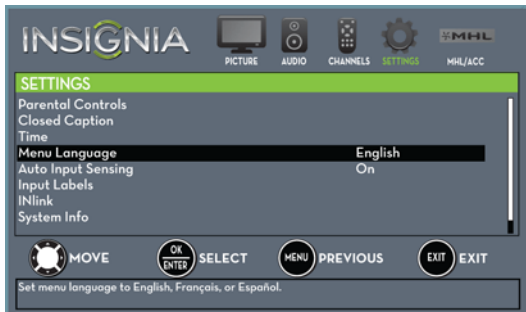 INSIGNIA
PICTURE AUDIO CHANNELS SETTINGS MHL MHL/ACC
SETTINGS
Parental Controls
Closed Caption
Time
Menu Language English
Auto Input Sensing On
Input Labels
INlink
System Info
MOVE OK ENTER SELECT MENU PREVIOUS EXIT EXIT
Set menu language to English, Français, or Español.